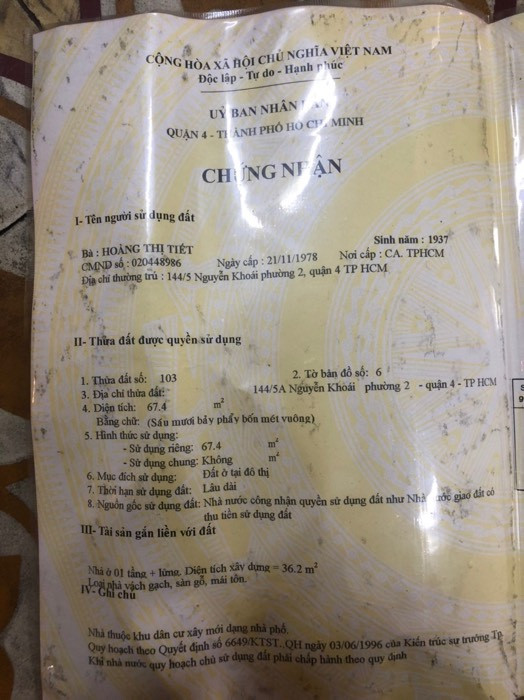 CỘNG HÒA XÃ HỘI CHỦ NGHĨA VIỆT NAM
Độc lập - Tự do - Hạnh phúc
UỶ BAN NHÂN
QUẬN 4 - THÀNH PHỐ HỒ CHÍ MINH
CHỨNG NHẬN
I- Tên người sử dụng đất
Bà : HOÀNG THỊ TIẾT Sinh năm : 1937
CMND số : 020448986 Ngày cấp : 21/11/1978 Nơi cấp : CA. TPHCM
Địa chỉ thường trú : 144/5 Nguyễn Khoái phường 2, quận 4 TP HCM
II- Thửa đất được quyền sử dụng
1. Thửa đất số: 103 2. Tờ bản đồ số: 6
3. Địa chỉ thửa đất: 144/5A Nguyễn Khoái phường 2 - quận 4 - TP HCM
4. Diện tích: 67.4 m²
Bằng chữ: (Sáu mươi bảy phẩy bốn mét vuông)
5. Hình thức sử dụng:
- Sử dụng riêng: 67.4 m²
- Sử dụng chung: Không m²
6. Mục đích sử dụng: Đất ở tại đô thị
7. Thời hạn sử dụng đất: Lâu dài
8. Nguồn gốc sử dụng đất: Nhà nước công nhận quyền sử dụng đất như Nhà nước giao đất có
thu tiền sử dụng đất
III- Tài sản gắn liền với đất
Nhà ở 01 tầng + lửng. Diện tích xây dựng = 36.2 m²
Loại nhà vách gạch, sàn gỗ, mái tôn.
IV- Ghi chú
Nhà thuộc khu dân cư xây mới dạng nhà phố.
Quy hoạch theo Quyết định số 6649/KTST..QH ngày 03/06/1996 của Kiến trúc sư trưởng Tp
Khi nhà nước quy hoạch chủ sử dụng đất phải chấp hành theo quy định